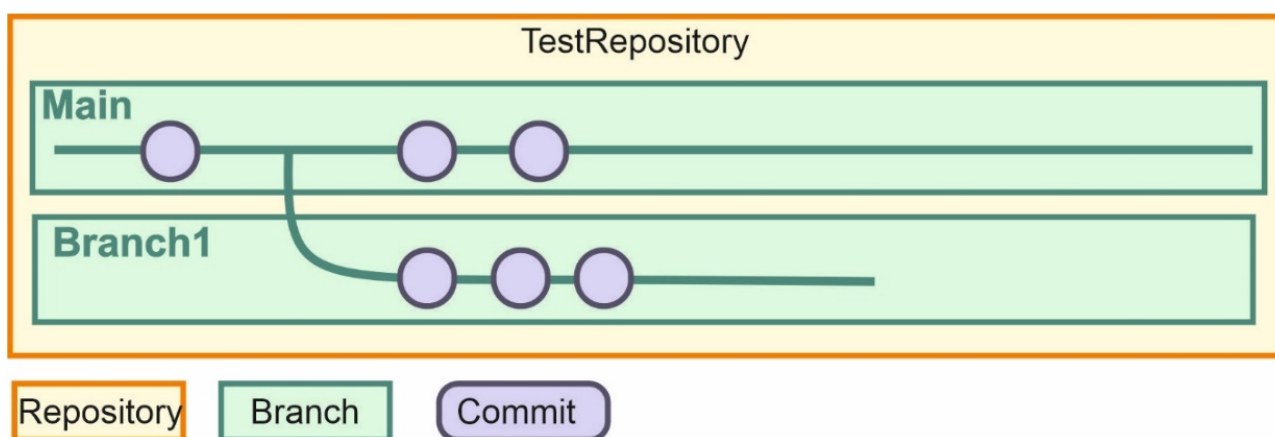 TestRepository
Main
Branch1
Repository
Branch
Commit